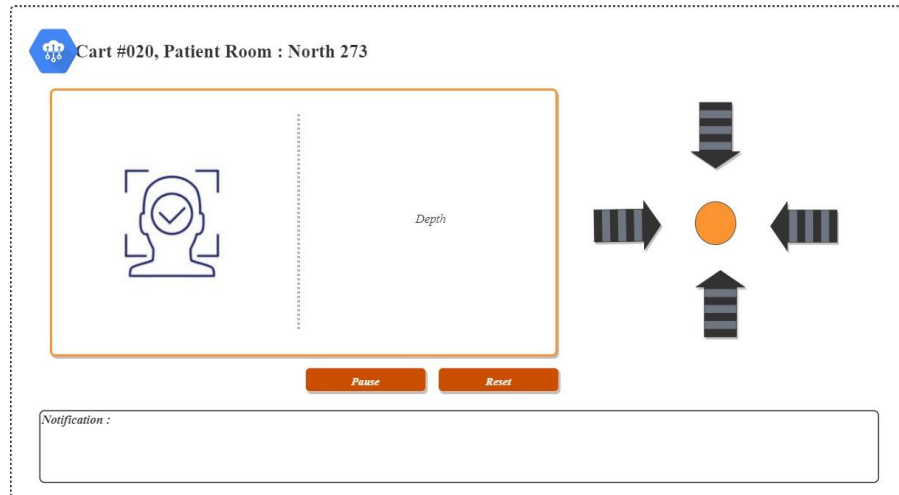 Cart #020, Patient Room : North 273
Depth
Pause
Reset
Notification :